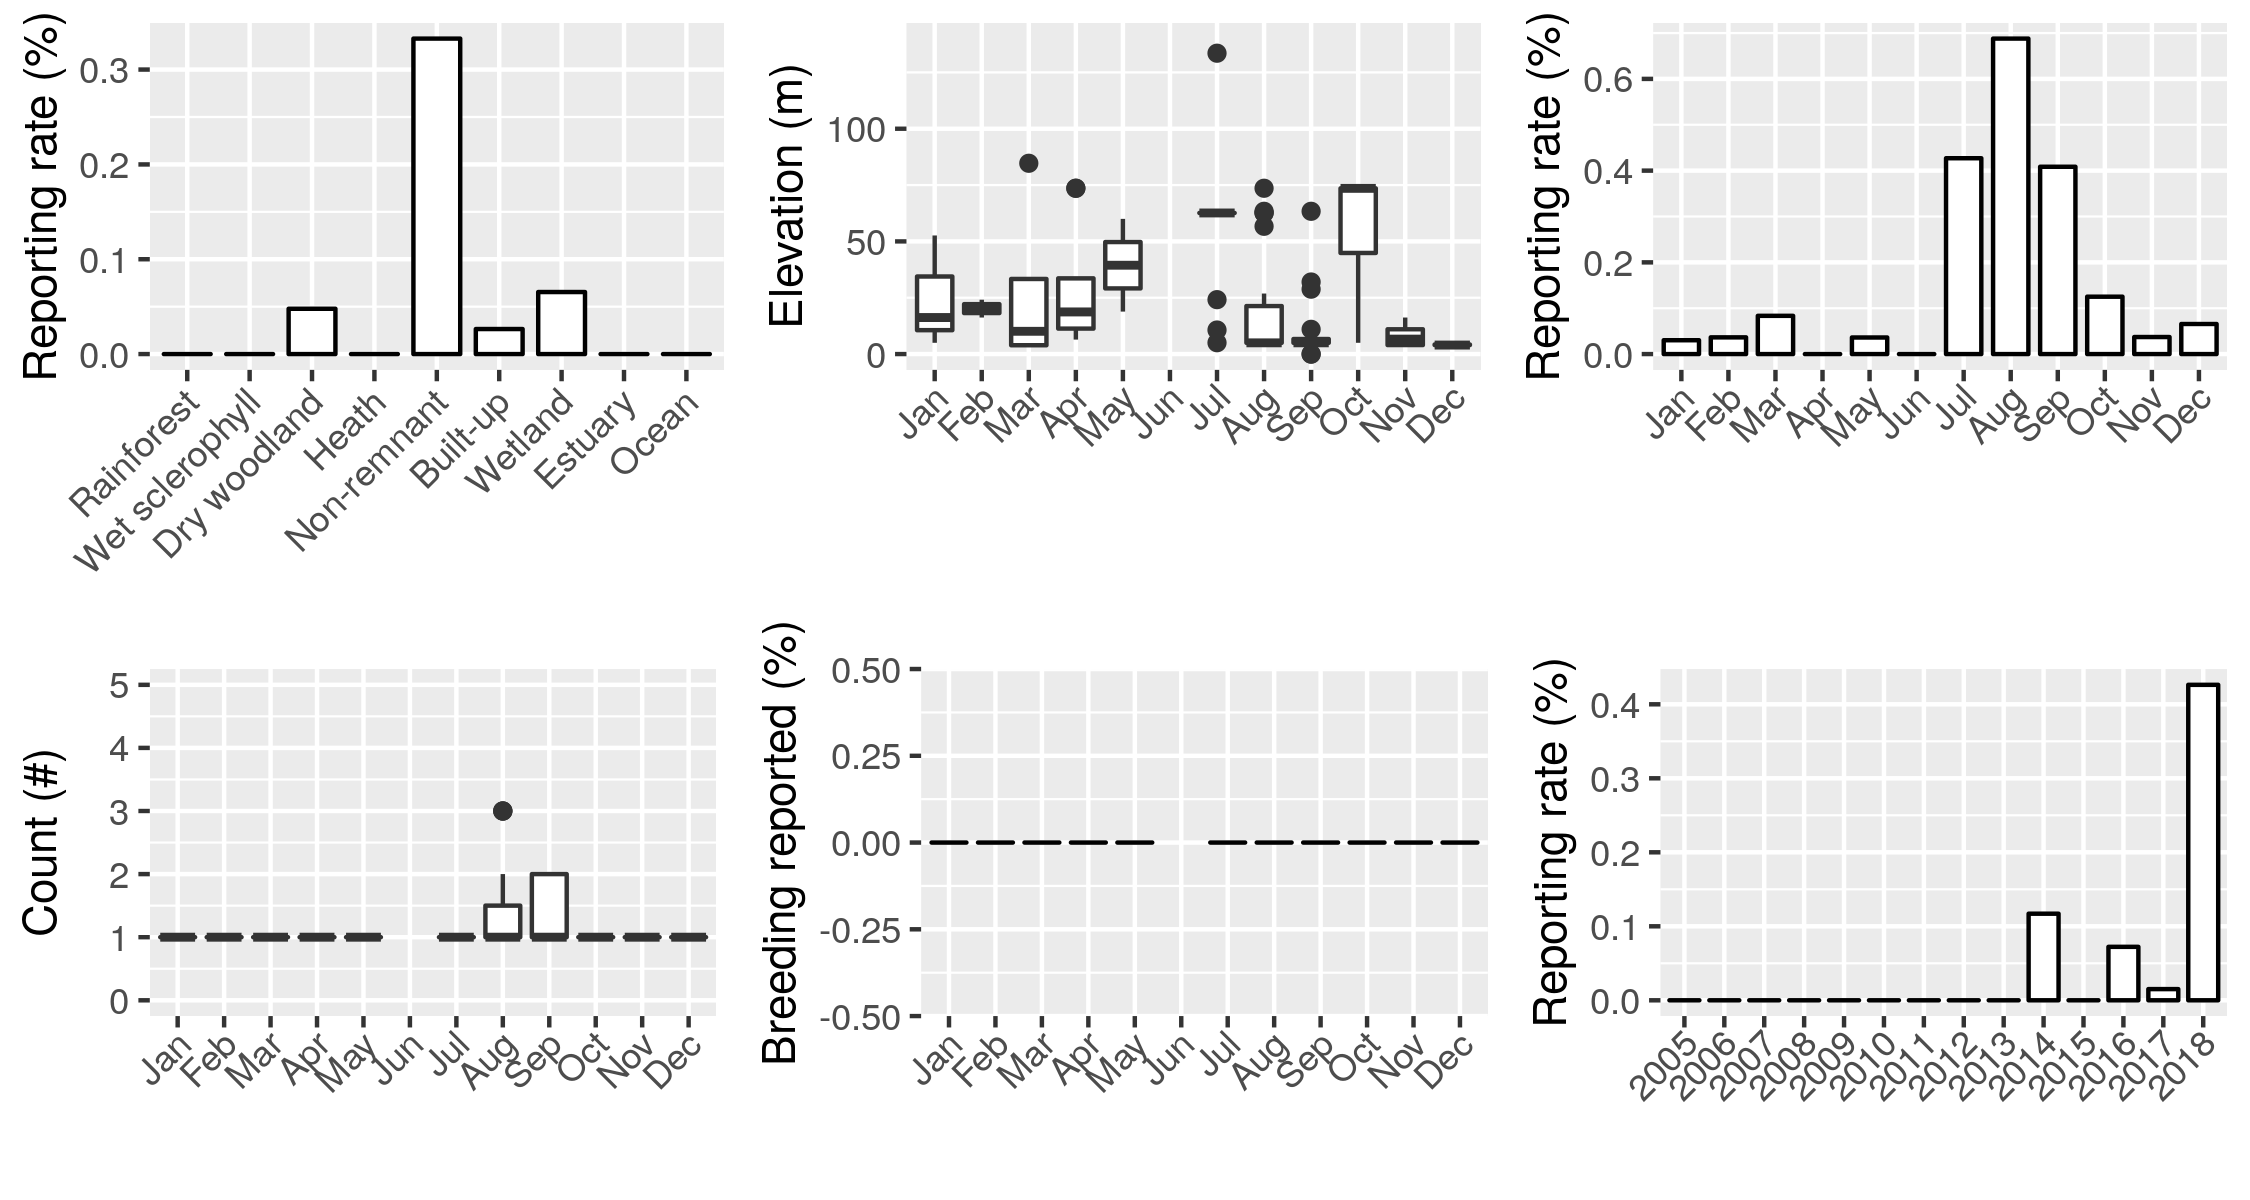 Reporting rate (%)
0.3
0.2
0.1
0.0
Rainforest
Wet sclerophyll
Dry woodland
Heath
Non-remnant
Built-up
Wetland
Estuary
Ocean
Elevation (m)
100
50
0
Jan
Feb
Mar
Apr
May
Jun
Jul
Aug
Sep
Oct
Nov
Dec
Reporting rate (%)
0.6
0.4
0.2
0.0
Jan
Feb
Mar
Apr
May
Jun
Jul
Aug
Sep
Oct
Nov
Dec
Count (#)
5
4
3
2
1
0
Jan
Feb
Mar
Apr
May
Jun
Jul
Aug
Sep
Oct
Nov
Dec
Breeding reported (%)
0.50
0.25
0.00
-0.25
-0.50
Jan
Feb
Mar
Apr
May
Jun
Jul
Aug
Sep
Oct
Nov
Dec
Reporting rate (%)
0.4
0.3
0.2
0.1
0.0
2005
2006
2007
2008
2009
2010
2011
2012
2013
2014
2015
2016
2017
2018